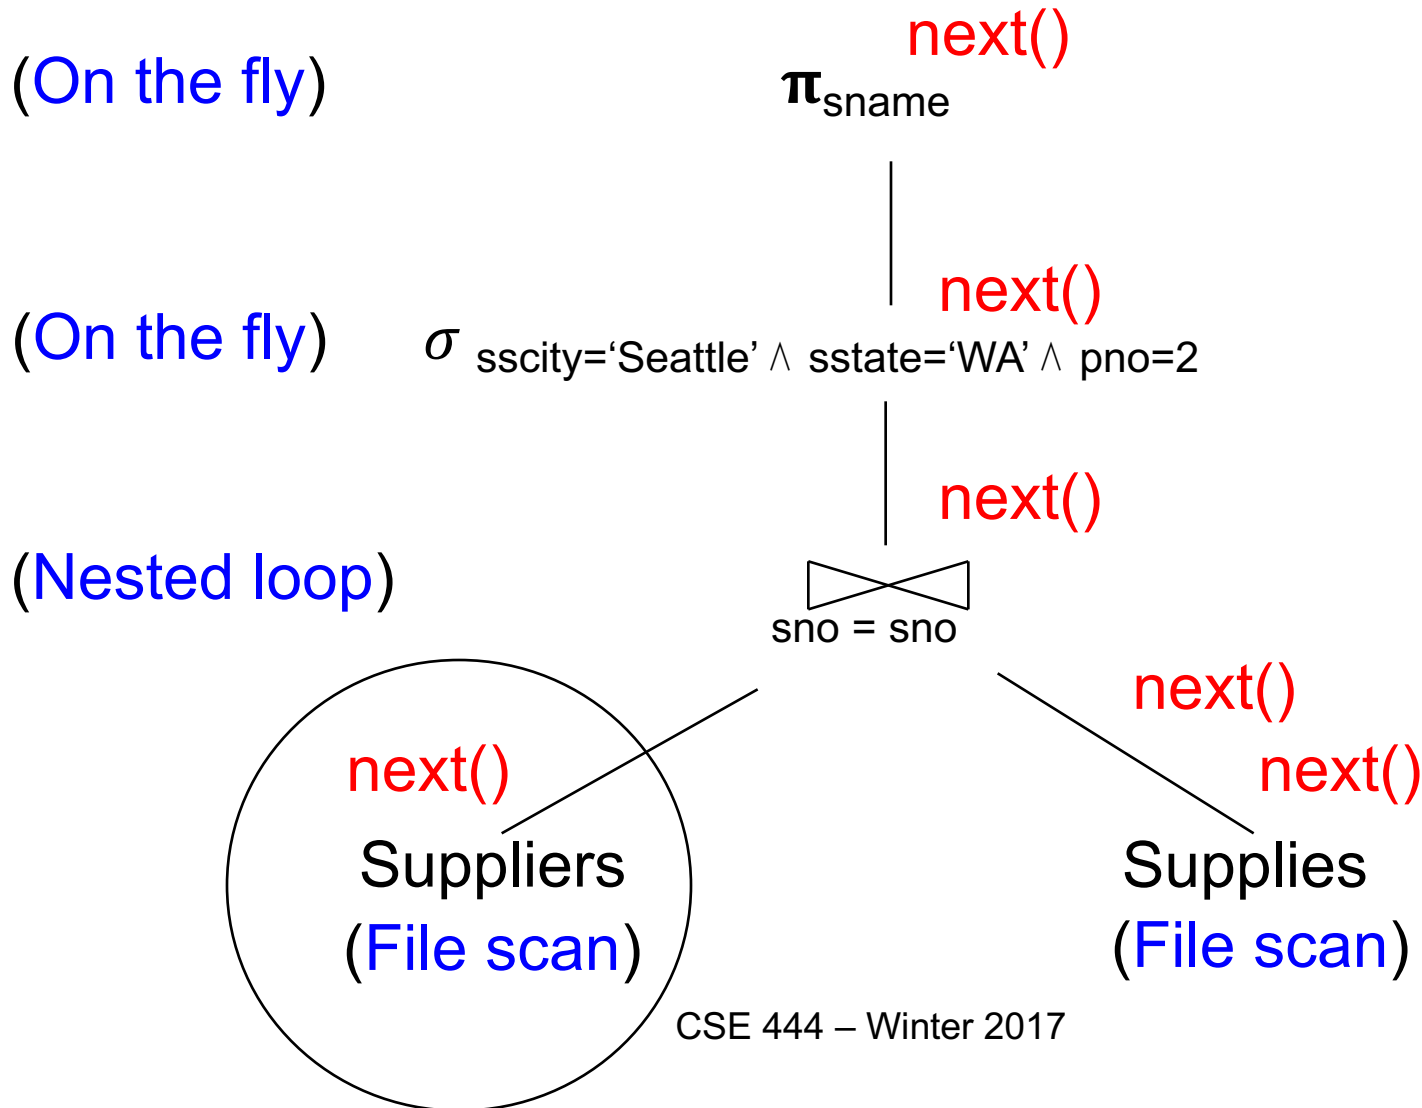 next()
(On the fly) πsname
next()
(On the fly) σ sscity=‘Seattle’ ∧ sstate=‘WA’ ∧ pno=2
next()
(Nested loop)
sno = sno
next()
next() next()
Suppliers Supplies
(File scan) (File scan)
CSE 444 – Winter 2017